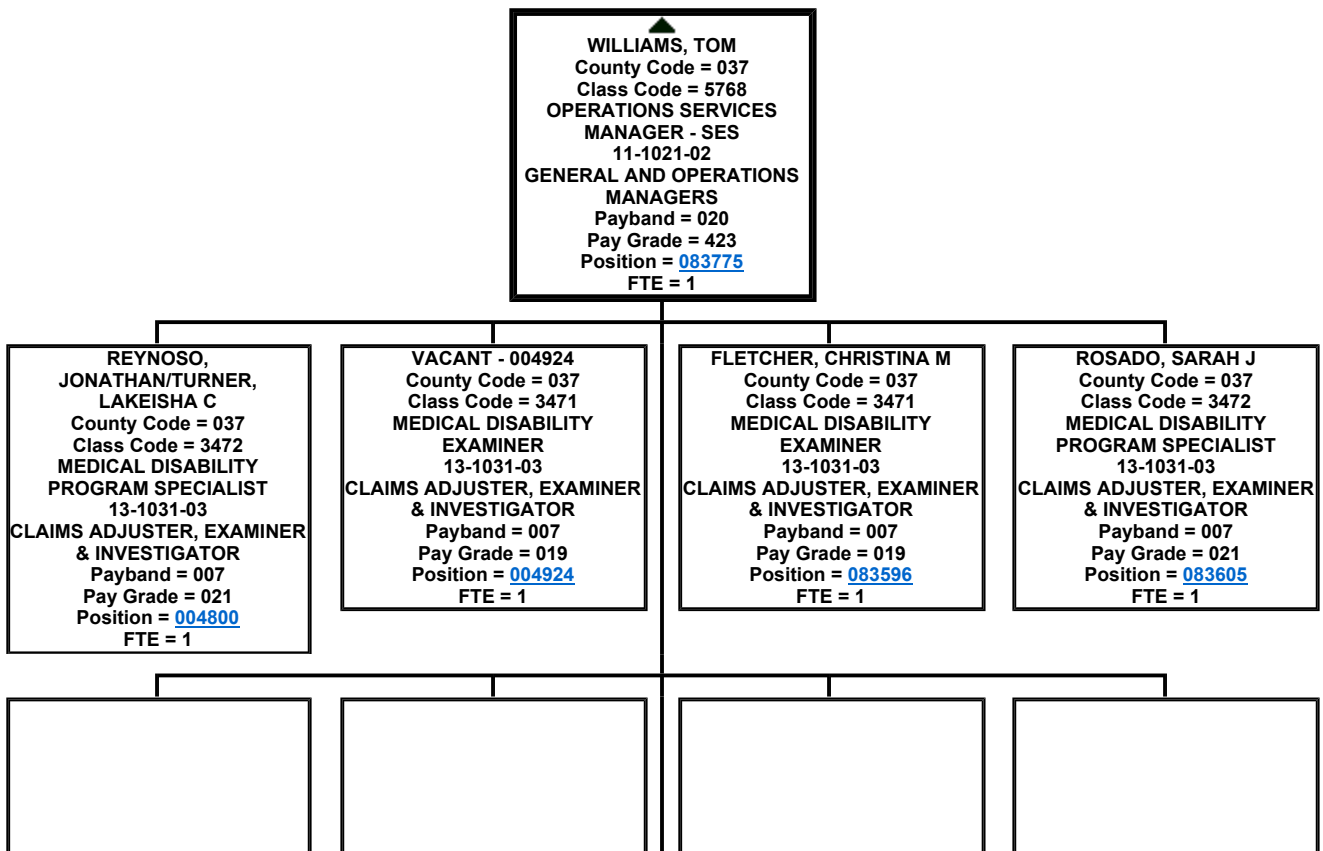 WILLIAMS, TOM
County Code = 037
Class Code = 5768
OPERATIONS SERVICES
MANAGER - SES
11-1021-02
GENERAL AND OPERATIONS
MANAGERS
Payband = 020
Pay Grade = 423
Position = 083775
FTE = 1
REYNOSO,
JONATHAN/TURNER,
LAKEISHA C
County Code = 037
Class Code = 3472
MEDICAL DISABILITY
PROGRAM SPECIALIST
13-1031-03
CLAIMS ADJUSTER, EXAMINER
& INVESTIGATOR
Payband = 007
Pay Grade = 021
Position = 004800
FTE = 1
VACANT - 004924
County Code = 037
Class Code = 3471
MEDICAL DISABILITY
EXAMINER
13-1031-03
CLAIMS ADJUSTER, EXAMINER
& INVESTIGATOR
Payband = 007
Pay Grade = 019
Position = 004924
FTE = 1
FLETCHER, CHRISTINA M
County Code = 037
Class Code = 3471
MEDICAL DISABILITY
EXAMINER
13-1031-03
CLAIMS ADJUSTER, EXAMINER
& INVESTIGATOR
Payband = 007
Pay Grade = 019
Position = 083596
FTE = 1
ROSADO, SARAH J
County Code = 037
Class Code = 3472
MEDICAL DISABILITY
PROGRAM SPECIALIST
13-1031-03
CLAIMS ADJUSTER, EXAMINER
& INVESTIGATOR
Payband = 007
Pay Grade = 021
Position = 083605
FTE = 1